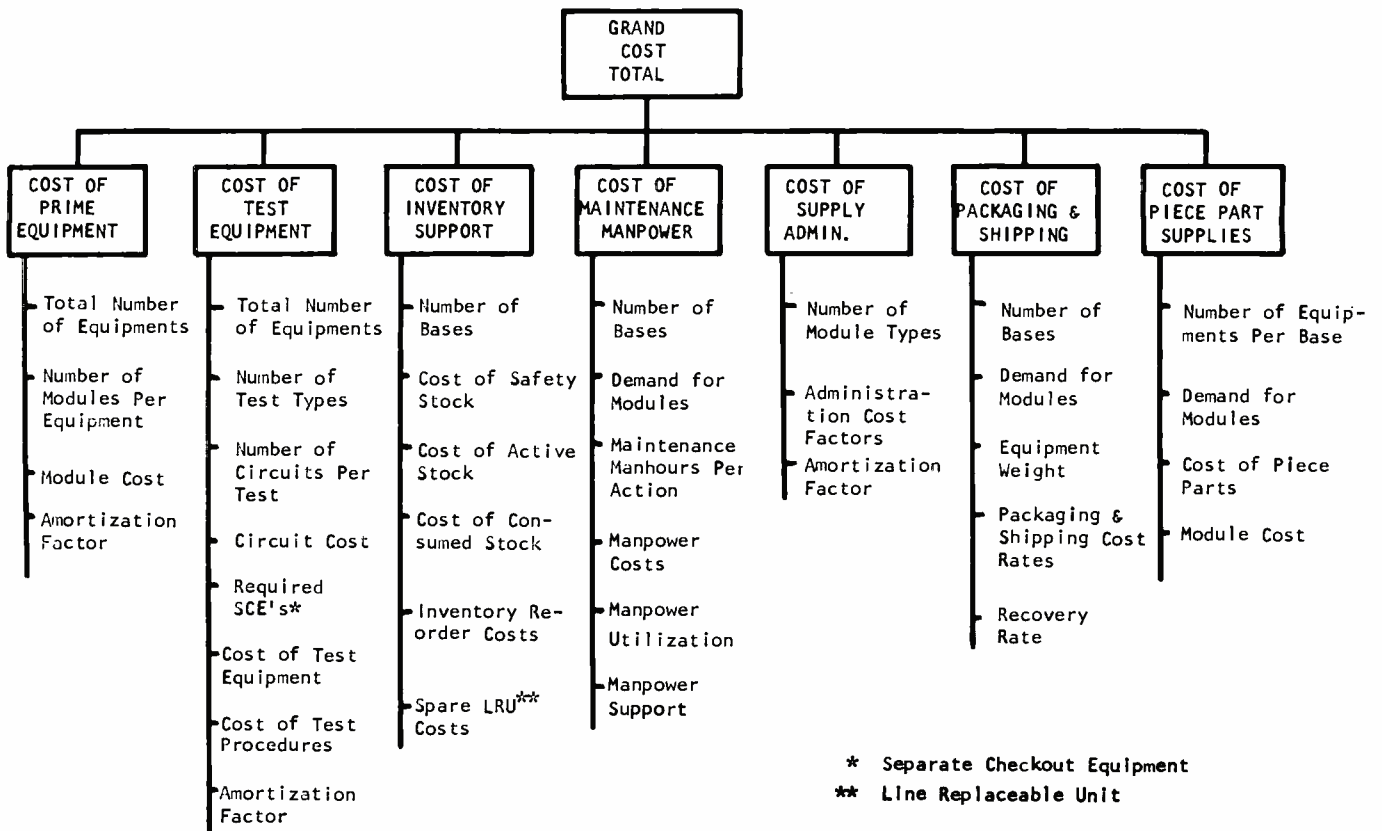 GRAND
COST
TOTAL
COST OF
PRIME
EQUIPMENT
Total Number
of Equipments
Number of
Modules Per
Equipment
Module Cost
Amortization
Factor
COST OF
TEST
EQUIPMENT
Total Number
of Equipments
Number of
Test Types
Number of
Circuits Per
Test
Circuit Cost
Required
SCE's*
Cost of Test
Equipment
Cost of Test
Procedures
Amortization
Factor
COST OF
INVENTORY
SUPPORT
Number of
Bases
Cost of Safety
Stock
Cost of Active
Stock
Cost of Con-
sumed Stock
Inventory Re-
order Costs
Spare LRU**
Costs
COST OF
MAINTENANCE
MANPOWER
Number of
Bases
Demand for
Modules
Maintenance
Manhours Per
Action
Manpower
Costs
Manpower
Utilization
Manpower
Support
COST OF
SUPPLY
ADMIN.
Number of
Module Types
Administra-
tion Cost
Factors
Amortization
Factor
COST OF
PACKAGING &
SHIPPING
Number of
Bases
Demand for
Modules
Equipment
Weight
Packaging &
Shipping Cost
Rates
Recovery
Rate
COST OF
PIECE PART
SUPPLIES
Number of Equip-
ments Per Base
Demand for
Modules
Cost of Piece
Parts
Module Cost
* Separate Checkout Equipment
** Line Replaceable Unit